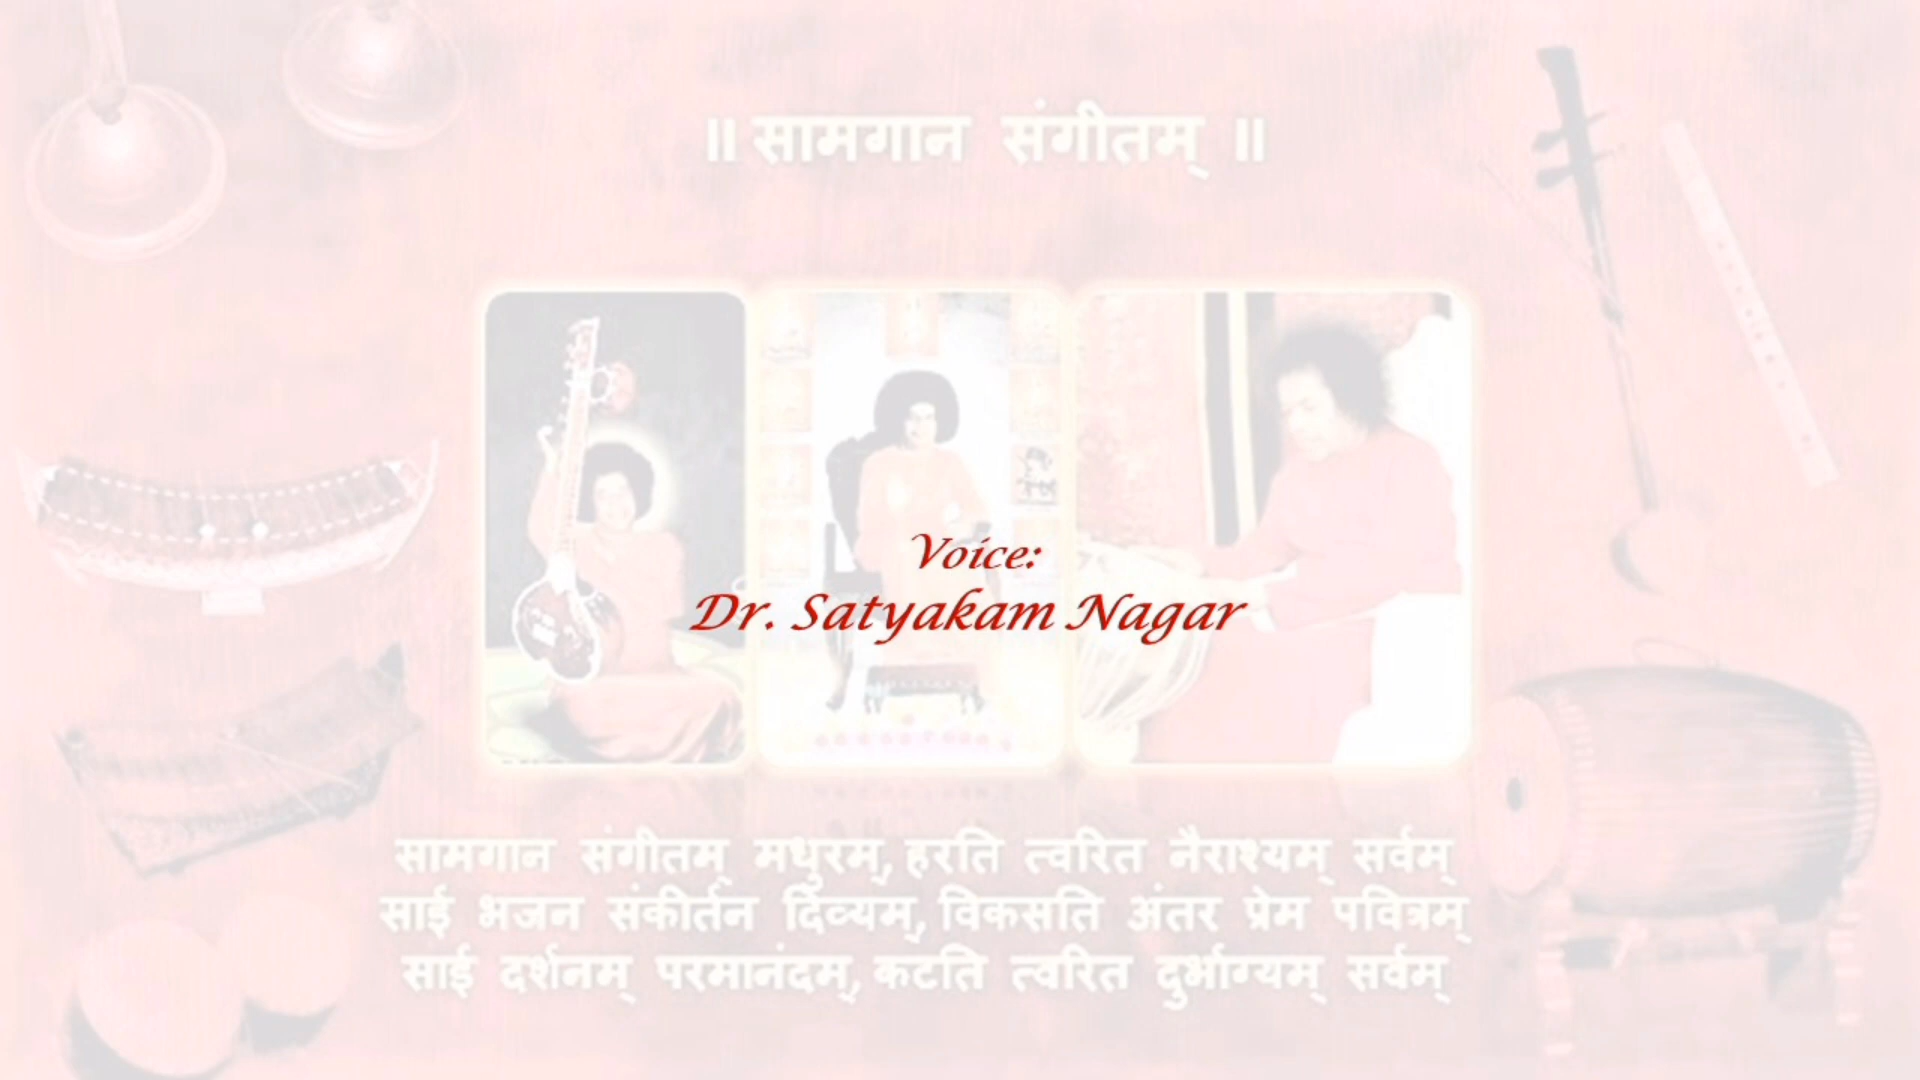 ॥ सामगान संगीतम् ॥
Voice:
Dr. Satyakam Nagar
सामगान संगीतम् मधुरम्, हरति त्वरित नैराश्यम् सर्वम्
साई भजन संकीर्तन दिव्यम्, विकसति अंतर प्रेम पवित्रम्
साई दर्शनम् परमानंदम्, कटति त्वरित दुर्भाग्यम् सर्वम्